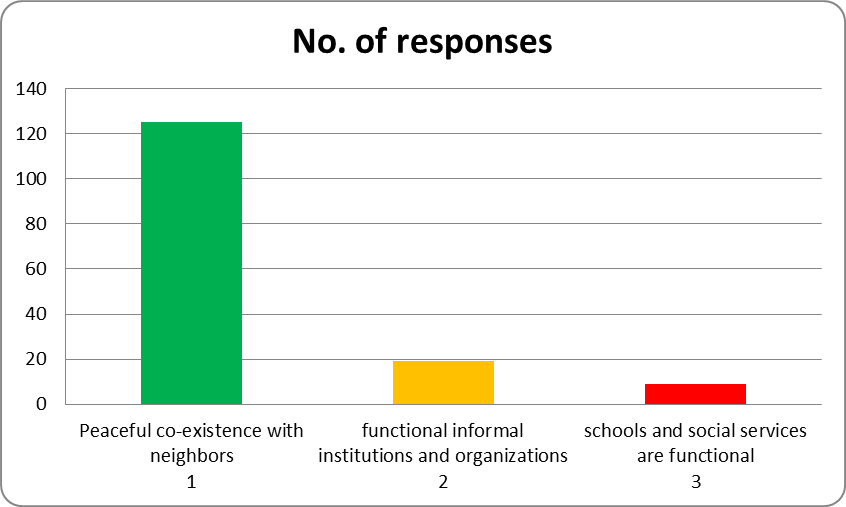 No. of responses
140
120
100
80
60
40
20
0
Peaceful co-existence with
neighbors
1
functional informal
institutions and organizations
2
schools and social services
are functional
3